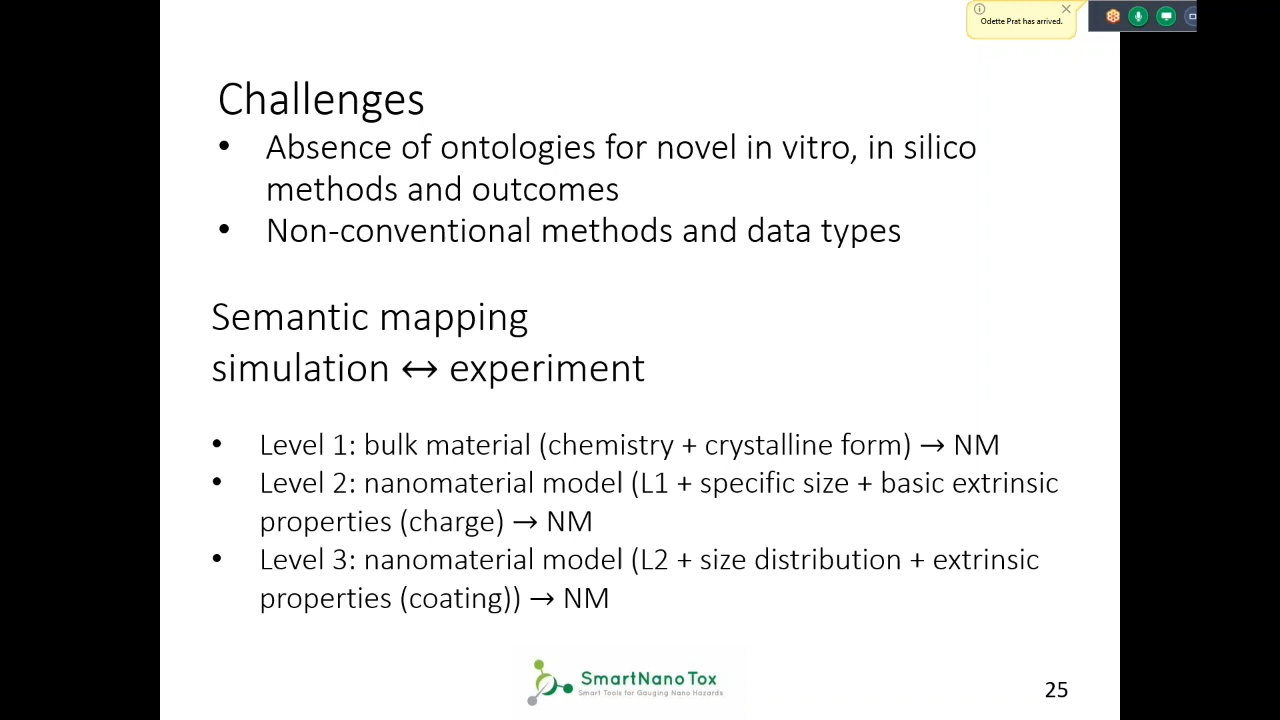 Odette Prat has arrived.
Challenges
• Absence of ontologies for novel in vitro, in silico
methods and outcomes
• Non-conventional methods and data types
Semantic mapping
simulation ↔ experiment
• Level 1: bulk material (chemistry + crystalline form) → NM
• Level 2: nanomaterial model (L1 + specific size + basic extrinsic
properties (charge) → NM
• Level 3: nanomaterial model (L2 + size distribution + extrinsic
properties (coating)) → NM
SmartNanoTox
Smart Tools for Gauging Nano Hazards
25